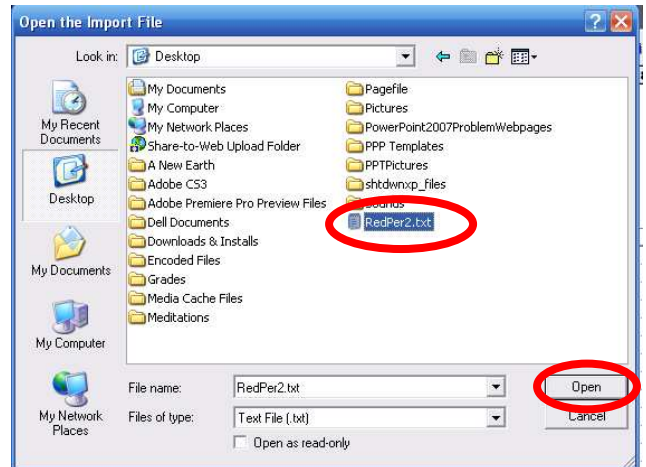 Open the Import File
Look in:
Desktop
My Recent
Documents
Desktop
My Documents
My Computer
My Network
Places
My Documents
My Computer
My Network Places
Share-to-Web Upload Folder
A New Earth
Adobe CS3
Adobe Premiere Pro Preview Files
Dell Documents
Downloads & Installs
Encoded Files
Grades
Media Cache Files
Meditations
Pagefile
Pictures
PowerPoint2007ProblemWebpages
PPP Templates
PPTPictures
shtdwnxp_files
Sounds
RedPer2.txt
File name:
RedPer2.txt
Open
Files of type:
Text File (.txt)
Cancel
Open as read-only